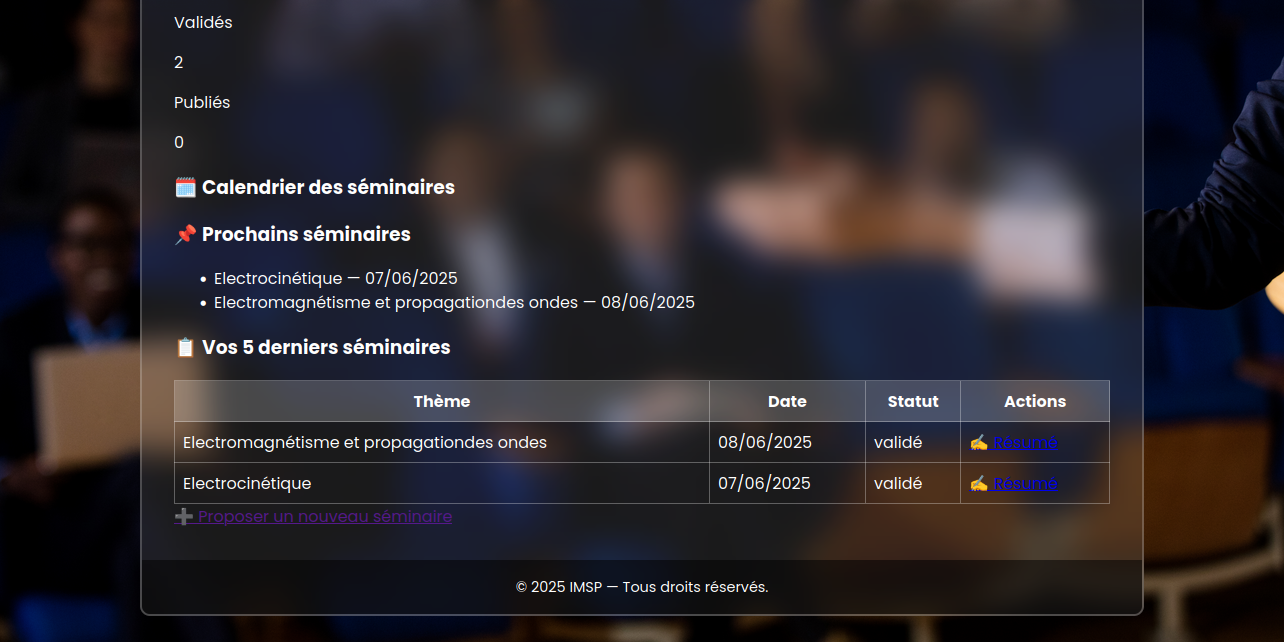 Validés
2
Publiés
0
🗓️ Calendrier des séminaires
📌 Prochains séminaires
• Electrocinétique — 07/06/2025
• Electromagnétisme et propagationdes ondes — 08/06/2025
📋 Vos 5 derniers séminaires
Thème Date Statut Actions
Electromagnétisme et propagationdes ondes 08/06/2025 validé ✍️ Résumé
Electrocinétique 07/06/2025 validé ✍️ Résumé
➕ Proposer un nouveau séminaire
© 2025 IMSP — Tous droits réservés.